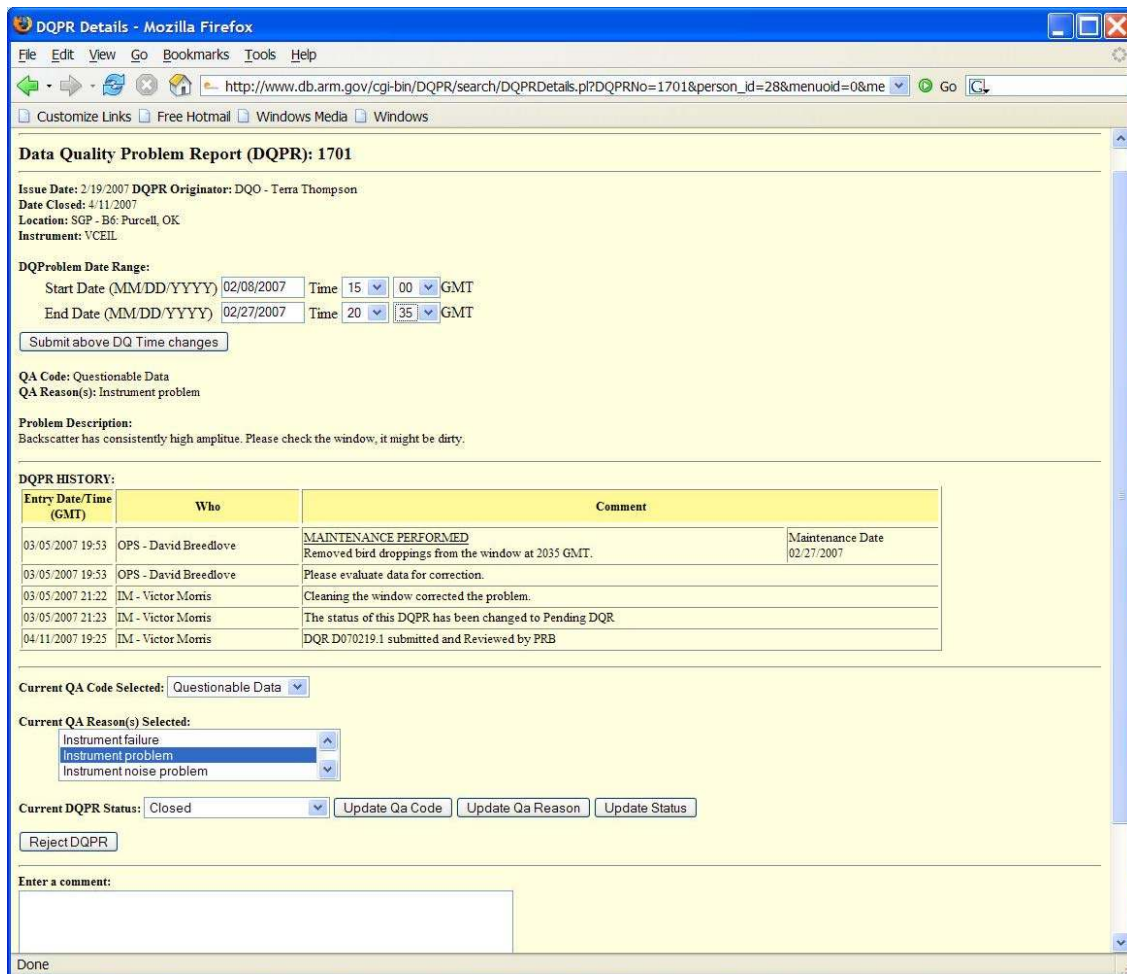 DQPR Details - Mozilla Firefox
File Edit View Go Bookmarks Tools Help
http://www.db.arm.gov/cgi-bin/DQPR/search/DQPRDetails.pl?DQPRNo=1701&person_id=28&menuoid=0&me Go G
Customize Links Free Hotmail Windows Media Windows
Data Quality Problem Report (DQPR): 1701
Issue Date: 2/19/2007 DQPR Originator: DQO - Terra Thompson
Date Closed: 4/11/2007
Location: SGP - B6: Purcell, OK
Instrument: VCEIL
DQProblem Date Range:
Start Date (MM/DD/YYYY) 02/08/2007 Time 15 00 GMT
End Date (MM/DD/YYYY) 02/27/2007 Time 20 35 GMT
Submit above DQ Time changes
QA Code: Questionable Data
QA Reason(s): Instrument problem
Problem Description:
Backscatter has consistently high amplitue. Please check the window, it might be dirty.
DQPR HISTORY:
Entry Date/Time (GMT) Who Comment
03/05/2007 19:53 OPS - David Breedlove MAINTENANCE PERFORMED Maintenance Date
Removed bird droppings from the window at 2035 GMT. 02/27/2007
03/05/2007 19:53 OPS - David Breedlove Please evaluate data for correction.
03/05/2007 21:22 IM - Victor Morris Cleaning the window corrected the problem.
03/05/2007 21:23 IM - Victor Morris The status of this DQPR has been changed to Pending DQR
04/11/2007 19:25 IM - Victor Morris DQR D070219.1 submitted and Reviewed by PRB
Current QA Code Selected: Questionable Data
Current QA Reason(s) Selected:
Instrument failure
Instrument problem
Instrument noise problem
Current DQPR Status: Closed Update Qa Code Update Qa Reason Update Status
Reject DQPR
Enter a comment:
Done